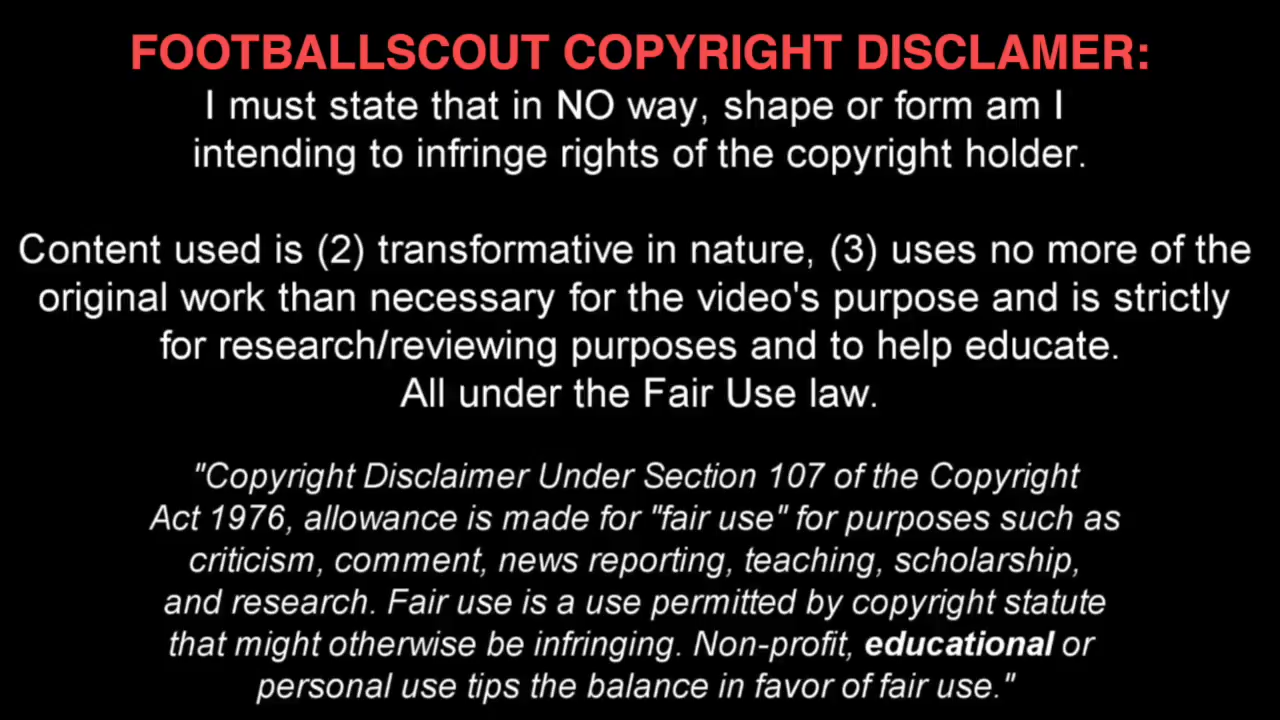 FOOTBALLSCOUT COPYRIGHT DISCLAMER:
I must state that in NO way, shape or form am I
intending to infringe rights of the copyright holder.
Content used is (2) transformative in nature, (3) uses no more of the
original work than necessary for the video's purpose and is strictly
for research/reviewing purposes and to help educate.
All under the Fair Use law.
"Copyright Disclaimer Under Section 107 of the Copyright
Act 1976, allowance is made for "fair use" for purposes such as
criticism, comment, news reporting, teaching, scholarship,
and research. Fair use is a use permitted by copyright statute
that might otherwise be infringing. Non-profit, educational or
personal use tips the balance in favor of fair use."